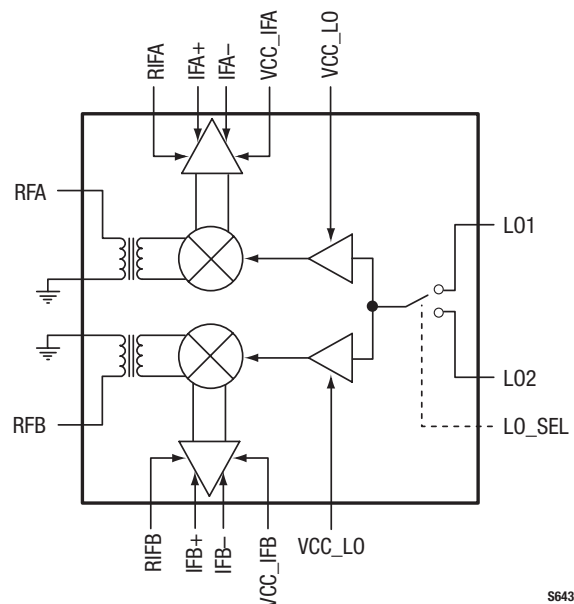 RIFA
IFA+
IFA–
VCC_IFA
VCC_LO
RFA
LO1
LO2
RFB
LO_SEL
RIFB
IFB+
IFB–
VCC_IFB
VCC_LO
S643